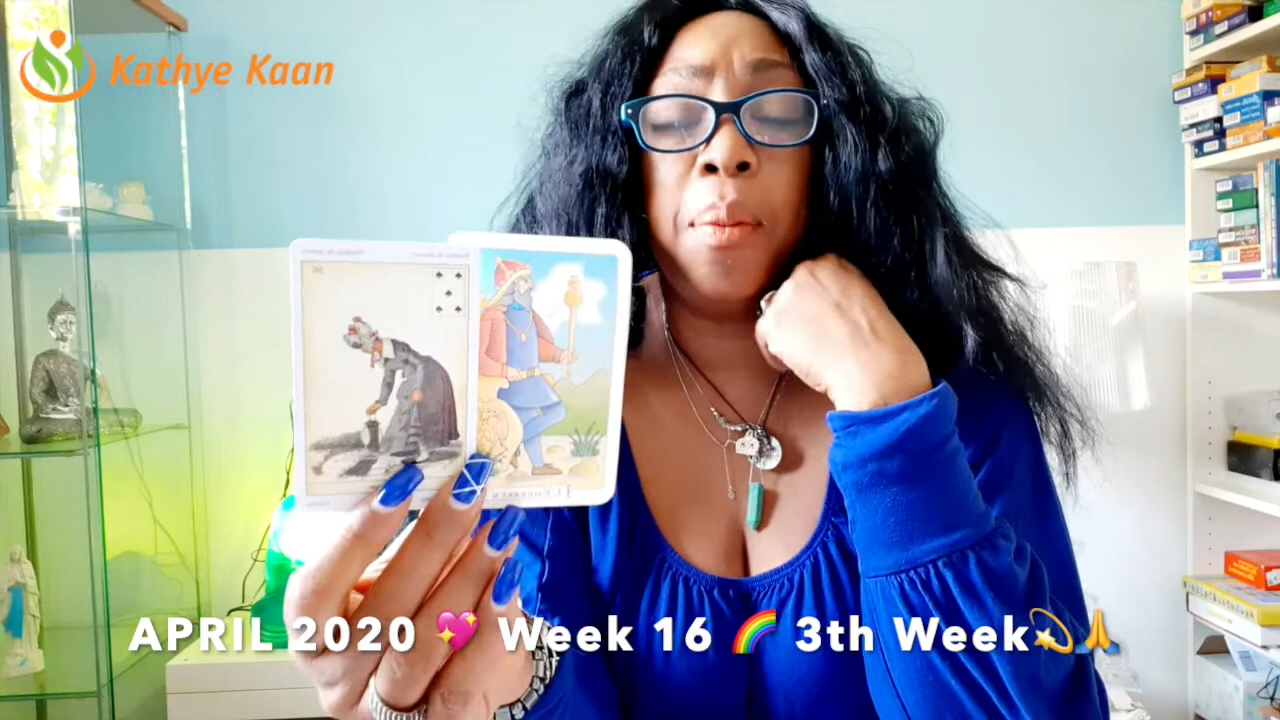 Kathye Kaan
APRIL 2020 💖 Week 16 🌈 3th Week💫🙏